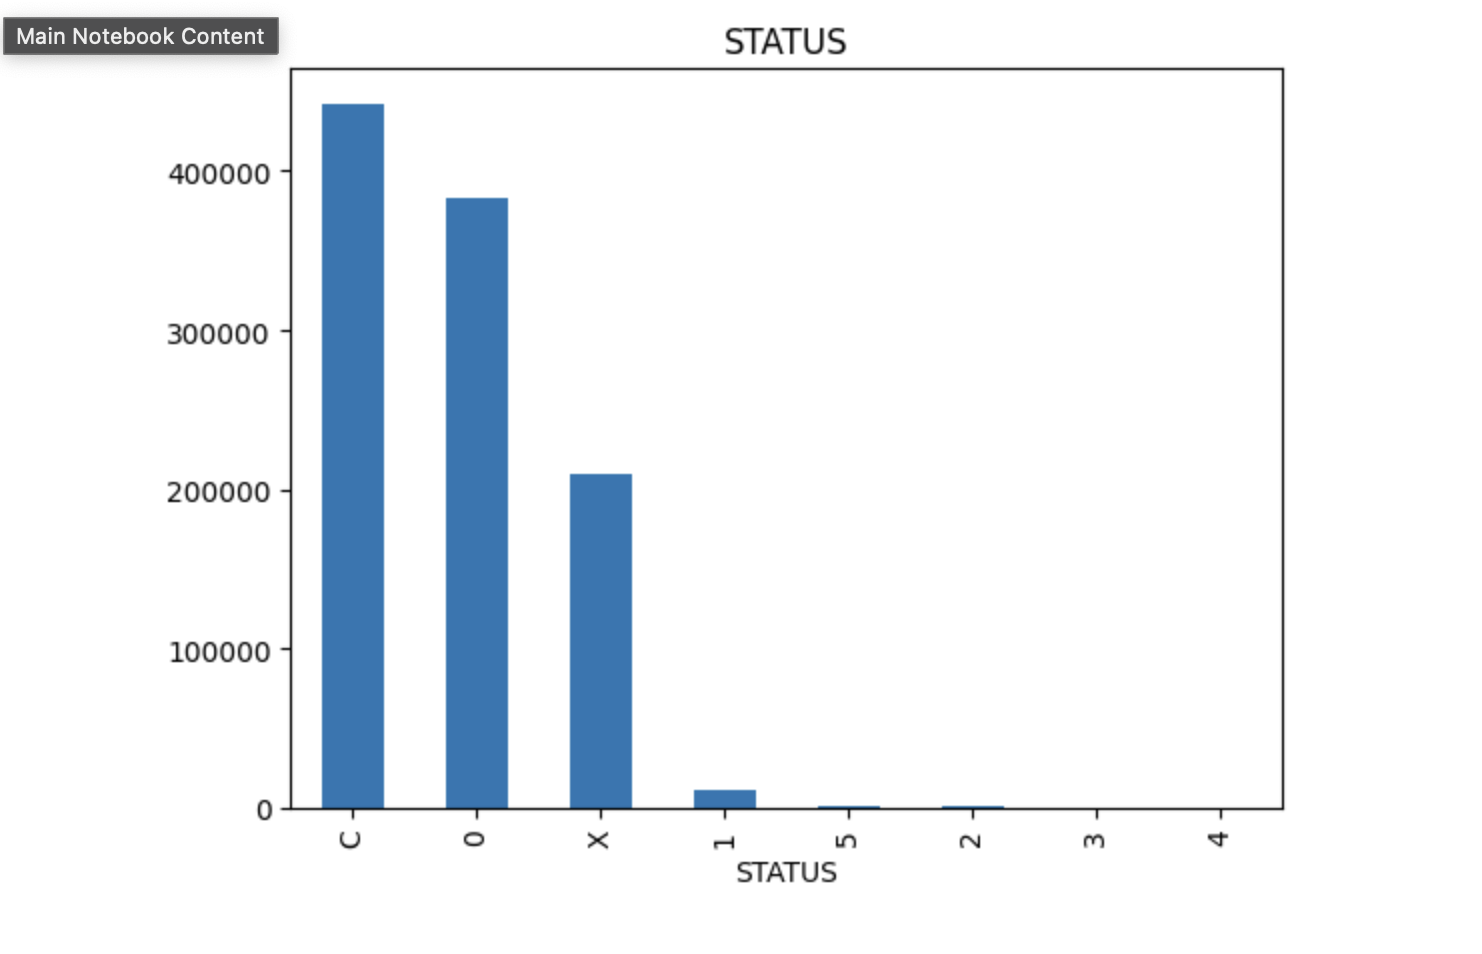 Main Notebook Content
STATUS
400000
300000
200000
100000
0
C 0 X 1 5 2 3 4
STATUS